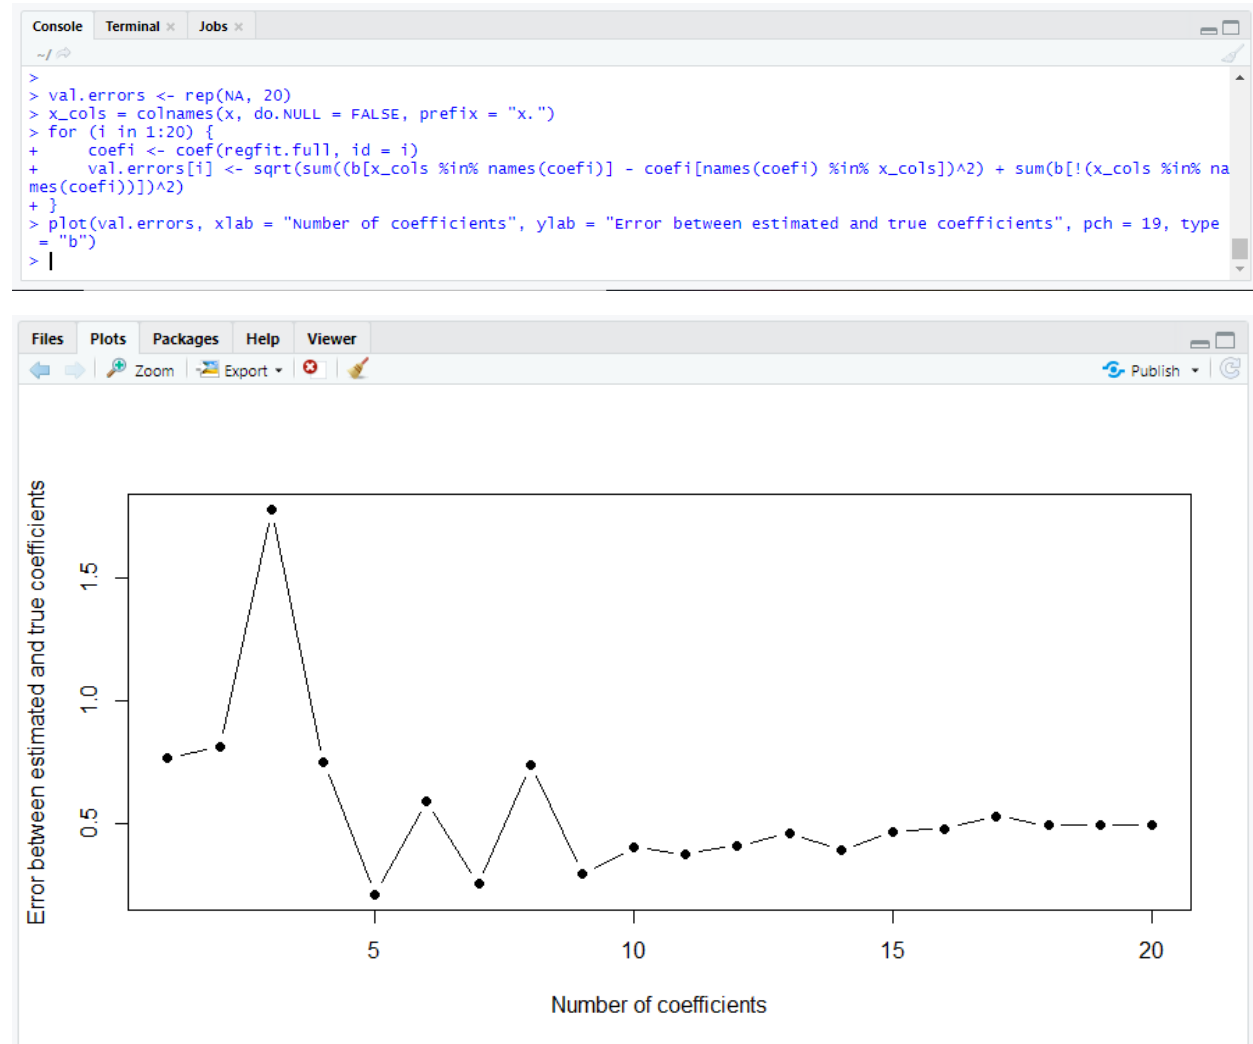 Console Terminal Jobs
~/
>
> val.errors <- rep(NA, 20)
> x_cols = colnames(x, do.NULL = FALSE, prefix = "x.")
> for (i in 1:20) {
+     coefi <- coef(regfit.full, id = i)
+     val.errors[i] <- sqrt(sum((b[x_cols %in% names(coefi)] - coefi[names(coefi) %in% x_cols])^2) + sum(b[!(x_cols %in% na
mes(coefi))])^2)
+ }
> plot(val.errors, xlab = "Number of coefficients", ylab = "Error between estimated and true coefficients", pch = 19, type
 = "b")
>
Files Plots Packages Help Viewer
Zoom Export Publish
Error between estimated and true coefficients
1.5
1.0
0.5
5 10 15 20
Number of coefficients